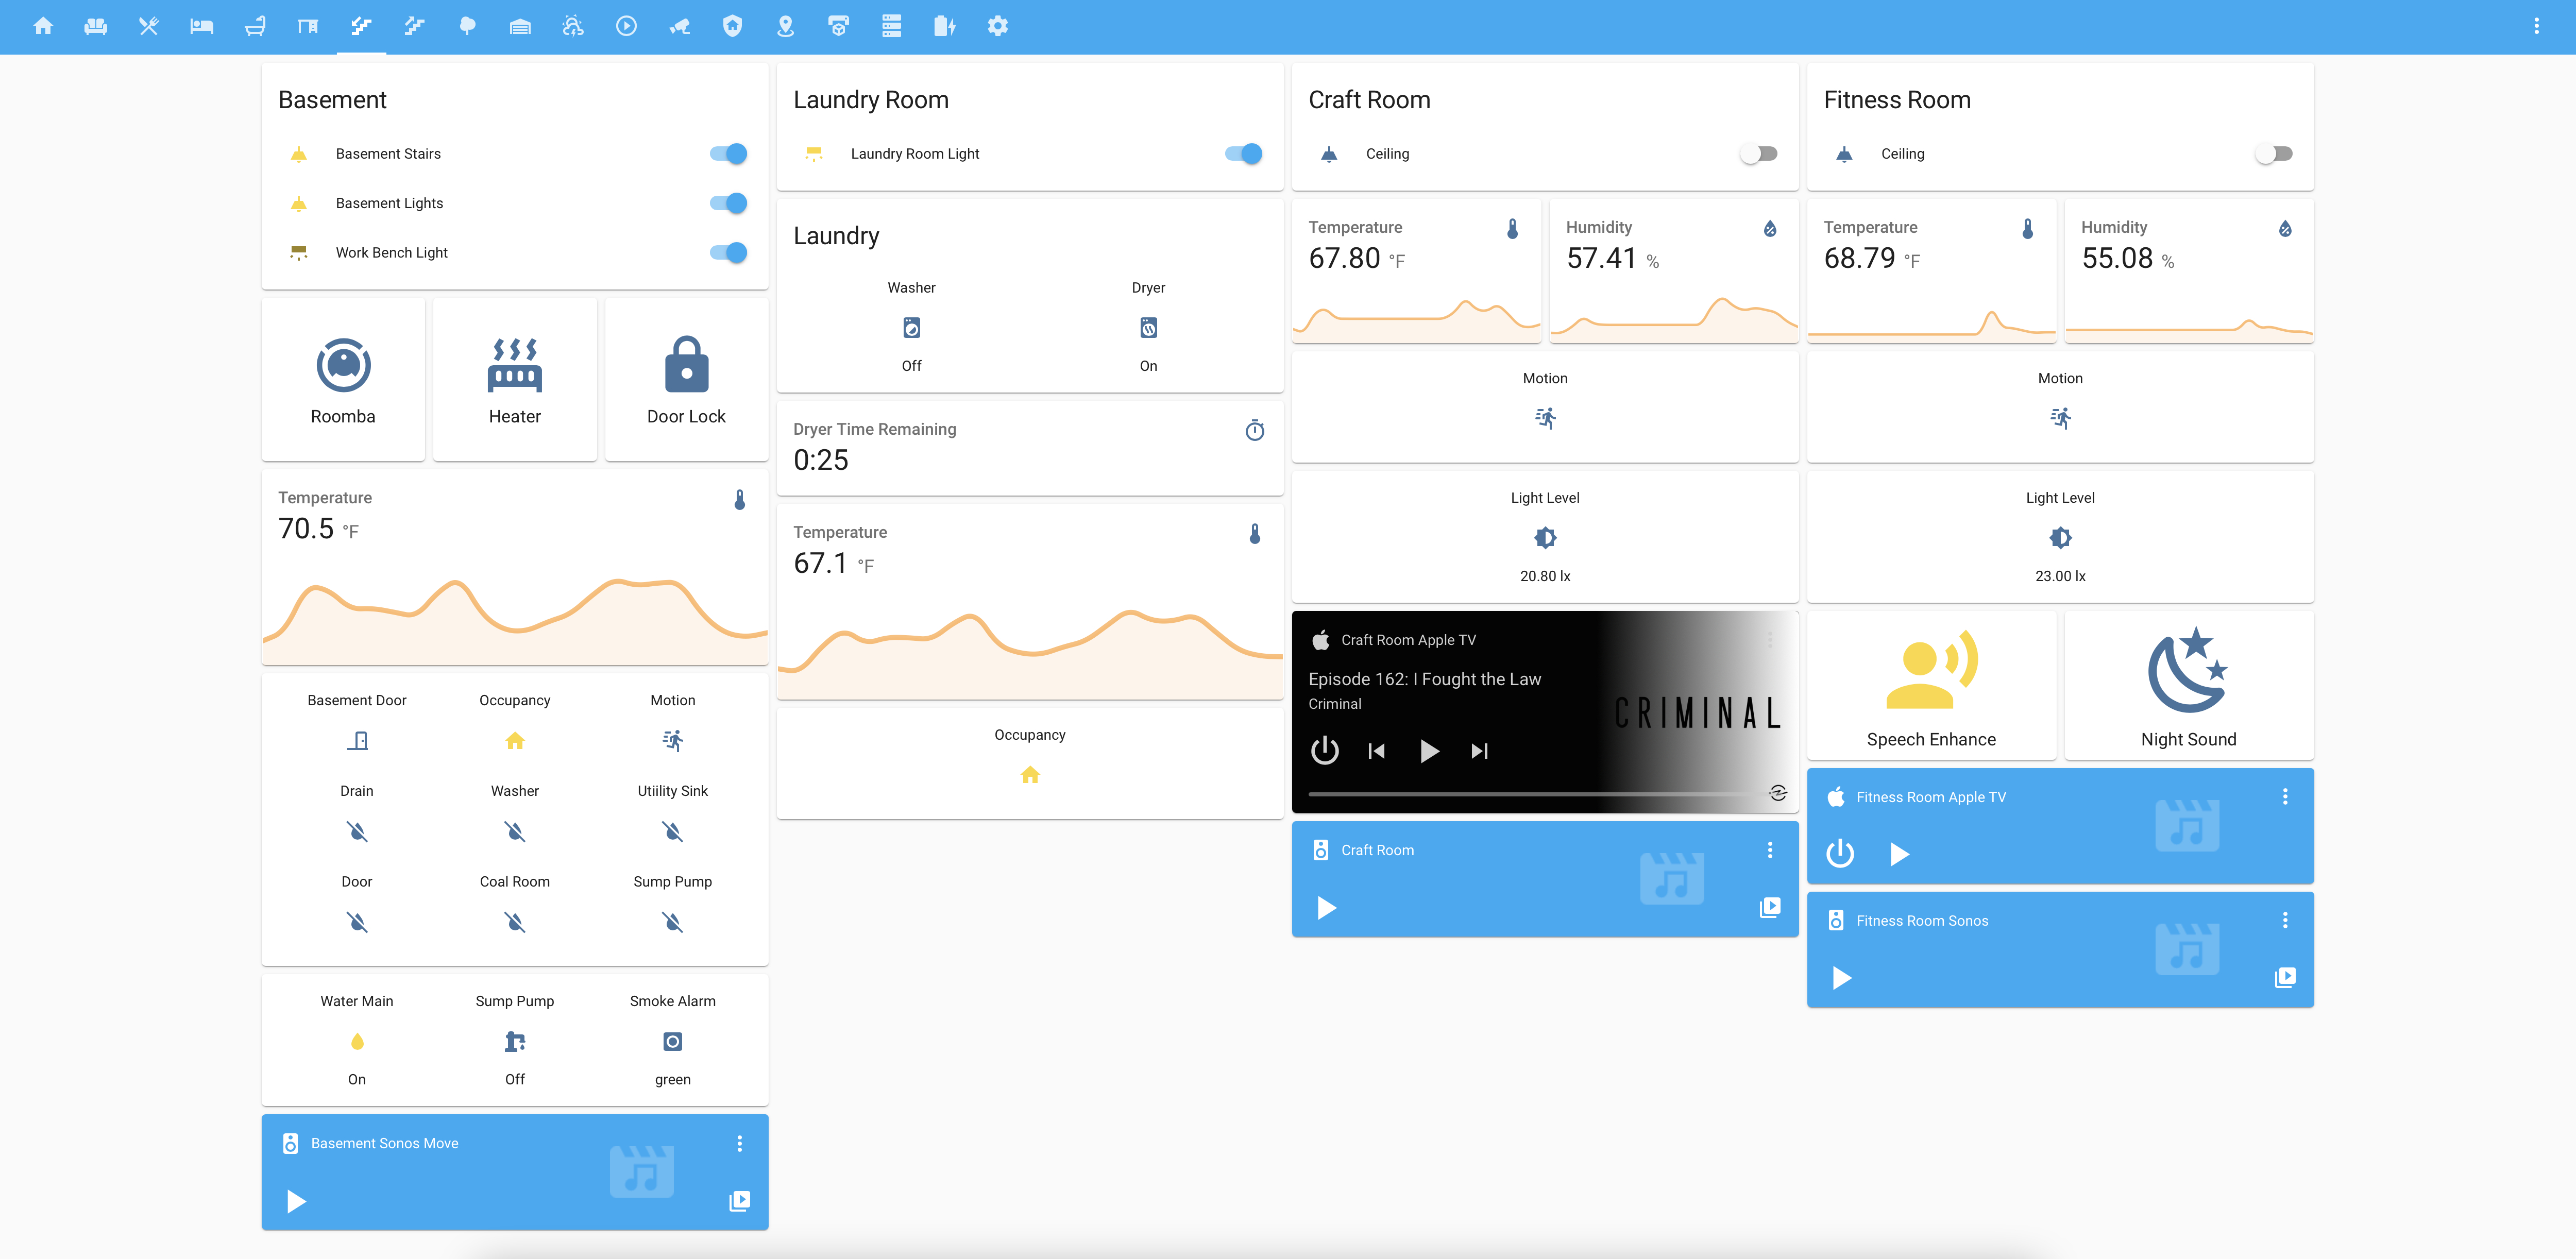 Basement
Basement Stairs
Basement Lights
Work Bench Light
Roomba
Heater
Door Lock
Temperature
70.5 °F
Basement Door
Occupancy
Motion
Drain
Washer
Utiility Sink
Door
Coal Room
Sump Pump
Water Main
Sump Pump
Smoke Alarm
On
Off
green
Basement Sonos Move
Laundry Room
Laundry Room Light
Laundry
Washer
Dryer
Off
On
Dryer Time Remaining
0:25
Temperature
67.1 °F
Occupancy
Craft Room
Ceiling
Temperature
67.80 °F
Humidity
57.41 %
Motion
Light Level
20.80 lx
Craft Room Apple TV
Episode 162: I Fought the Law
Criminal
CRIMINAL
Craft Room
Fitness Room
Ceiling
Temperature
68.79 °F
Humidity
55.08 %
Motion
Light Level
23.00 lx
Speech Enhance
Night Sound
Fitness Room Apple TV
Fitness Room Sonos